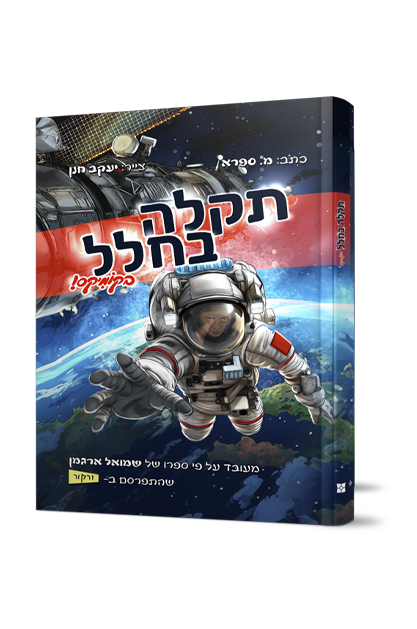 כתב: מ. ספרא
צייר: יעקב חנן
תקלה
בחלל
בקומיקס!
מעובד על פי ספרו של שמואל ארגמן
שהתפרסם ב- זרקור
תקלה בחלל